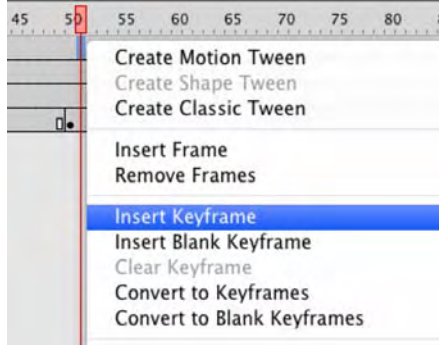 45 50 55 60 65 70 75 80
Create Motion Tween
Create Shape Tween
Create Classic Tween
Insert Frame
Remove Frames
Insert Keyframe
Insert Blank Keyframe
Clear Keyframe
Convert to Keyframes
Convert to Blank Keyframes